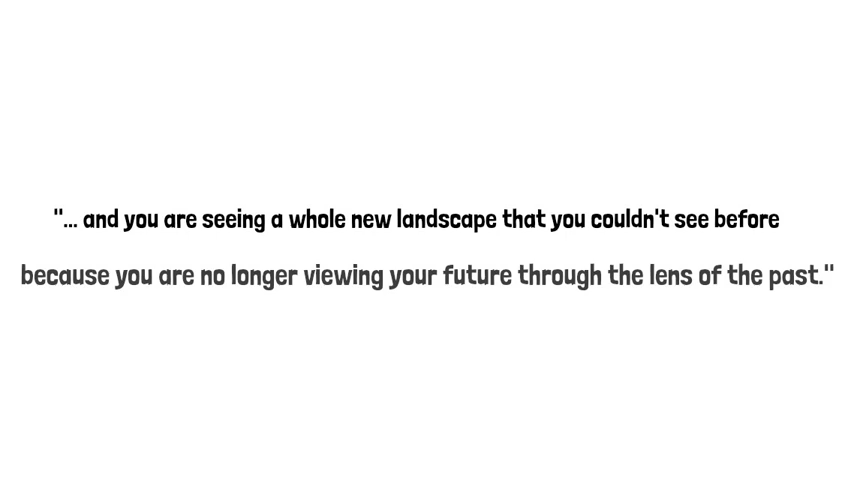 "... and you are seeing a whole new landscape that you couldn't see before
because you are no longer viewing your future through the lens of the past."